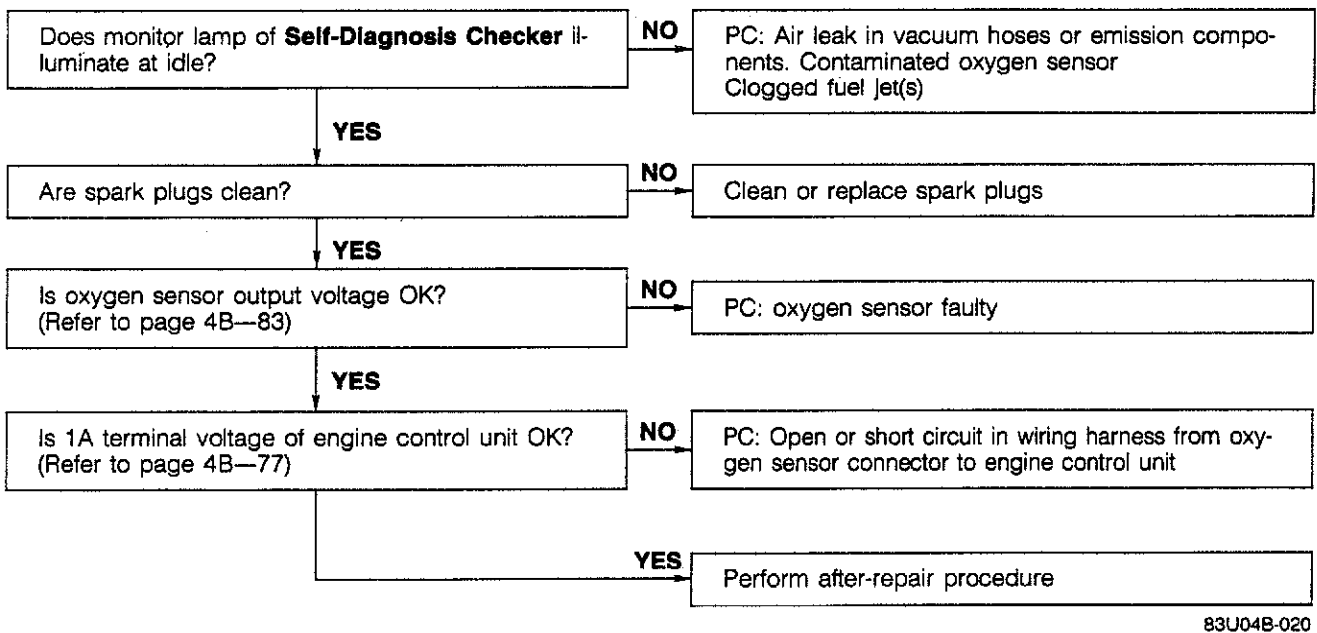 Does monitor lamp of Self-Diagnosis Checker il-
luminate at idle?
NO
PC: Air leak in vacuum hoses or emission compo-
nents. Contaminated oxygen sensor
Clogged fuel jet(s)
YES
Are spark plugs clean?
NO
Clean or replace spark plugs
YES
Is oxygen sensor output voltage OK?
(Refer to page 4B—83)
NO
PC: oxygen sensor faulty
YES
Is 1A terminal voltage of engine control unit OK?
(Refer to page 4B—77)
NO
PC: Open or short circuit in wiring harness from oxy-
gen sensor connector to engine control unit
YES
Perform after-repair procedure
83U04B-020